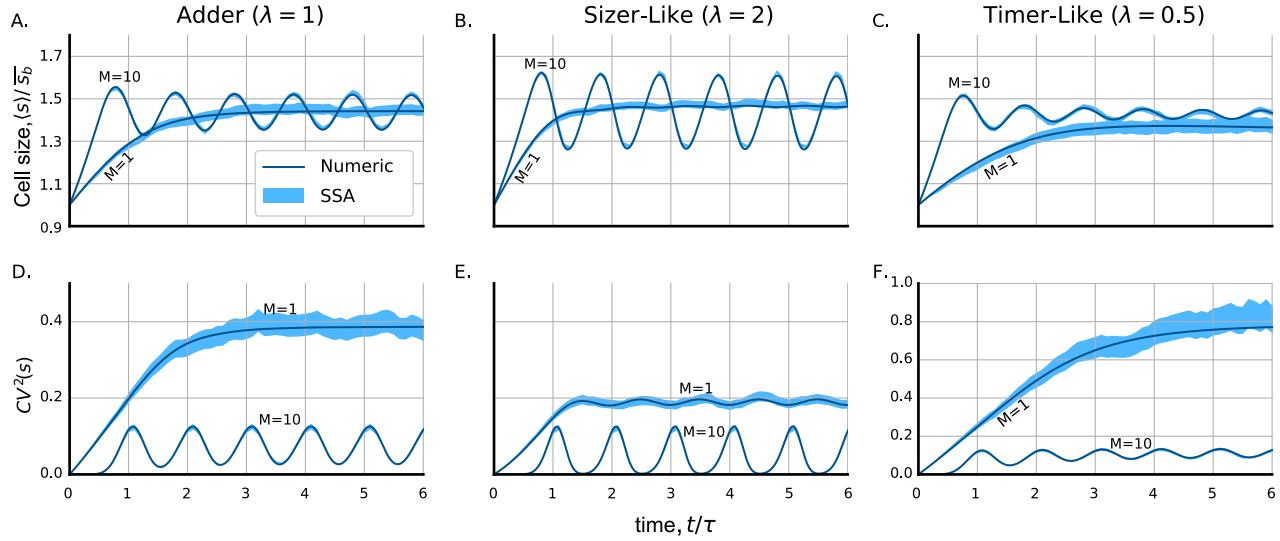 Adder (λ = 1)
Sizer-Like (λ = 2)
Timer-Like (λ = 0.5)
A.
B.
C.
Cell size, ⟨s⟩/s̅_b
1.7
1.5
1.3
1.1
0.9
M=10
M=1
Numeric
SSA
M=10
M=1
M=10
M=1
D.
E.
F.
CV²(s)
0.4
0.2
0.0
M=1
M=10
0 1 2 3 4 5 6
M=1
M=10
0 1 2 3 4 5 6
1.0
0.8
0.6
0.4
0.2
0.0
M=1
M=10
0 1 2 3 4 5 6
time, t/τ